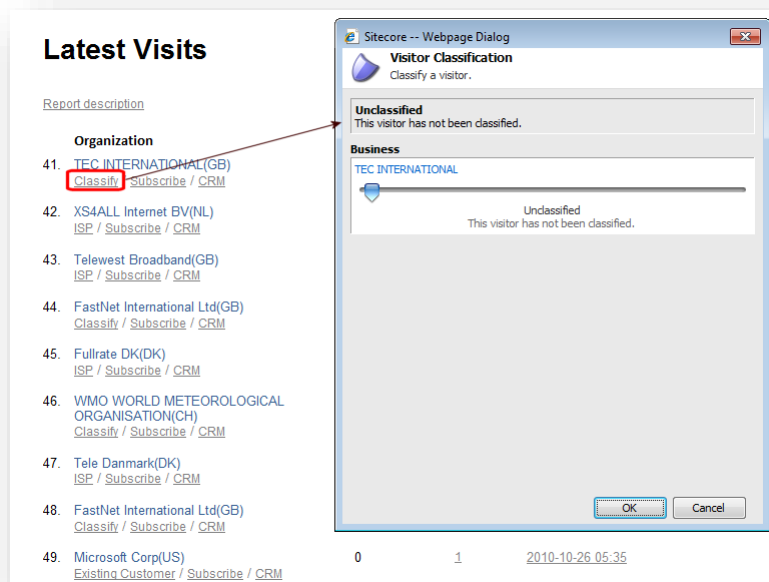 Latest Visits
Report description
Organization
41. TEC INTERNATIONAL(GB)
Classify / Subscribe / CRM
42. XS4ALL Internet BV(NL)
ISP / Subscribe / CRM
43. Telewest Broadband(GB)
ISP / Subscribe / CRM
44. FastNet International Ltd(GB)
Classify / Subscribe / CRM
45. Fullrate DK(DK)
ISP / Subscribe / CRM
46. WMO WORLD METEOROLOGICAL
ORGANISATION(CH)
Classify / Subscribe / CRM
47. Tele Danmark(DK)
ISP / Subscribe / CRM
48. FastNet International Ltd(GB)
Classify / Subscribe / CRM
49. Microsoft Corp(US) 0 1 2010-10-26 05:35
Existing Customer / Subscribe / CRM
Sitecore -- Webpage Dialog
Visitor Classification
Classify a visitor.
Unclassified
This visitor has not been classified.
Business
TEC INTERNATIONAL
Unclassified
This visitor has not been classified.
OK Cancel